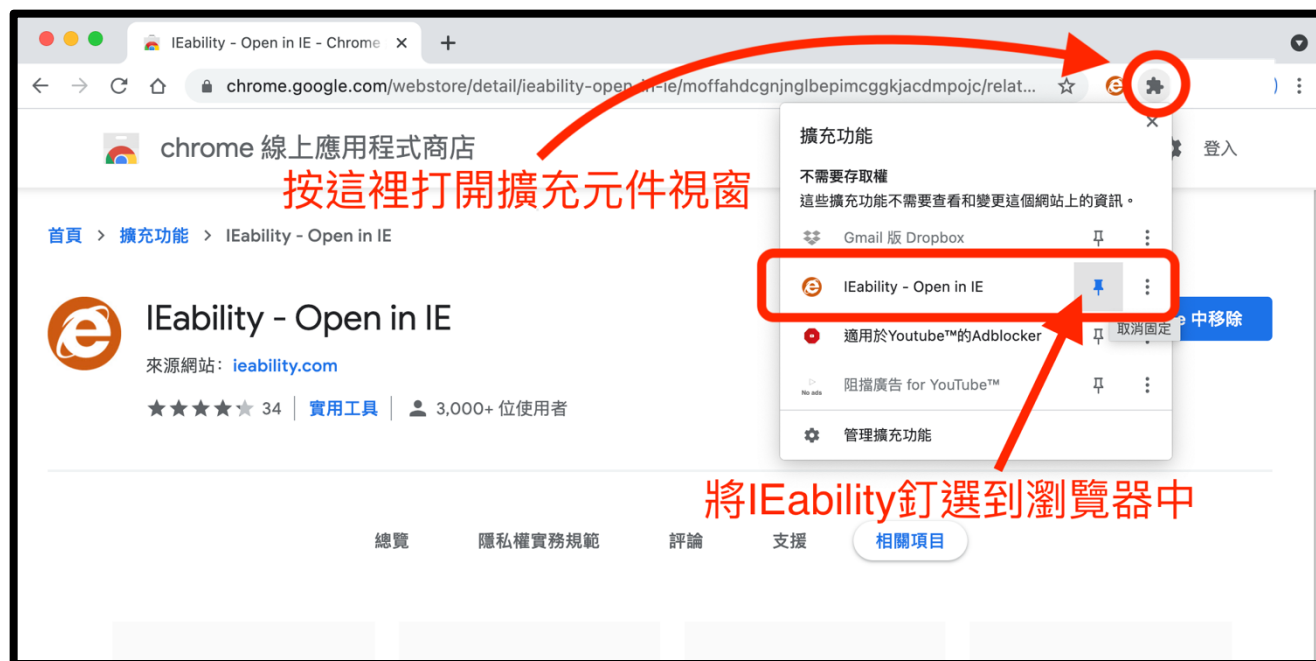 IEability - Open in IE - Chrome
chrome.google.com/webstore/detail/ieability-open-in-ie/moffahdcgnjnglbepimcggkjacdmpojc/relat...
chrome 線上應用程式商店
登入
按這裡打開擴充元件視窗
擴充功能
不需要存取權
這些擴充功能不需要查看和變更這個網站上的資訊。
Gmail 版 Dropbox
IEability - Open in IE
取消固定
適用於Youtube™的Adblocker
No ads
阻擋廣告 for YouTube™
管理擴充功能
首頁 > 擴充功能 > IEability - Open in IE
IEability - Open in IE
來源網站: ieability.com
34
實用工具
3,000+ 位使用者
中移除
將IEability釘選到瀏覽器中
總覽
隱私權實務規範
評論
支援
相關項目